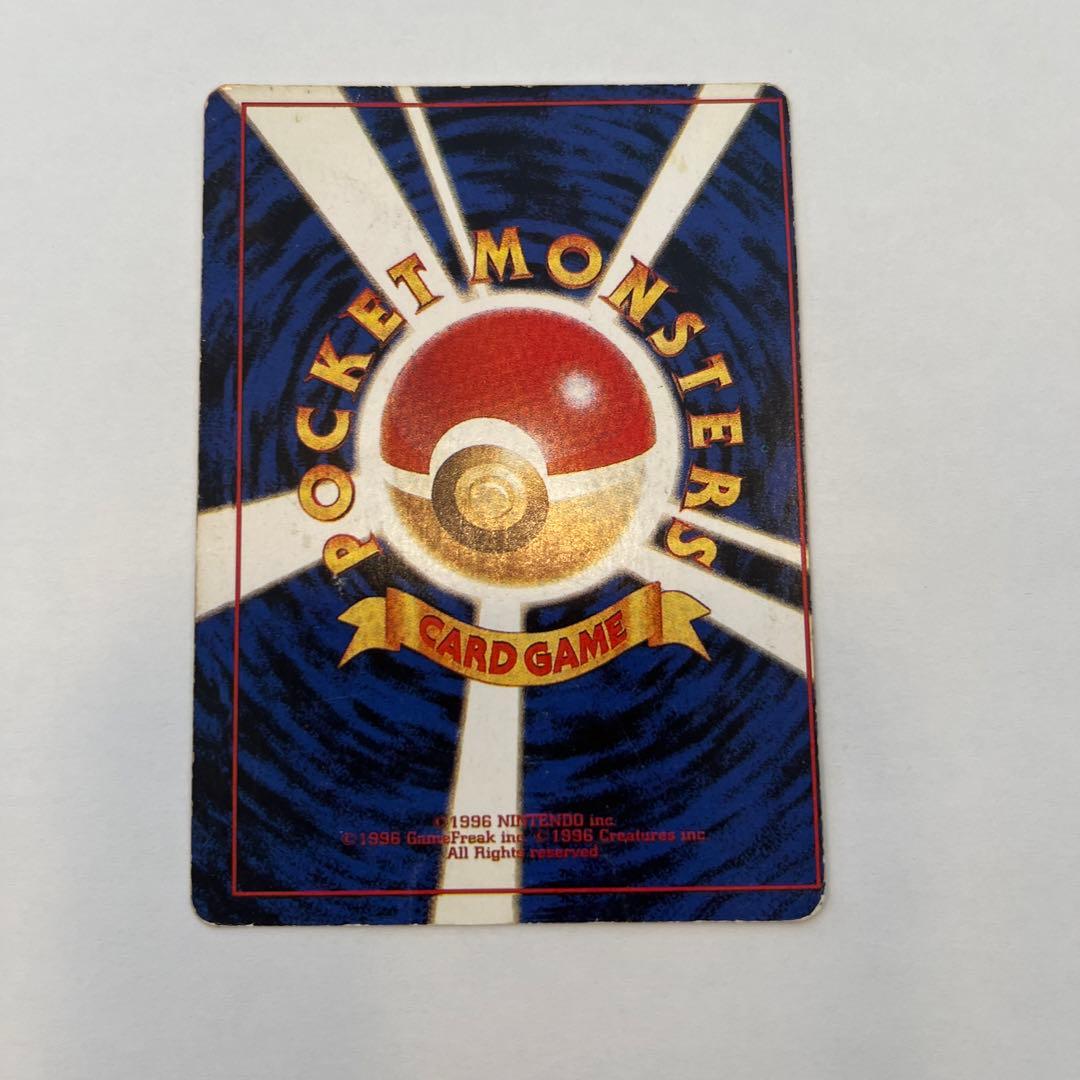 POCKET MONSTERS
CARD GAME
©1996 NINTENDO inc.
©1996 GameFreak inc. ©1996 Creatures inc.
All Rights reserved.